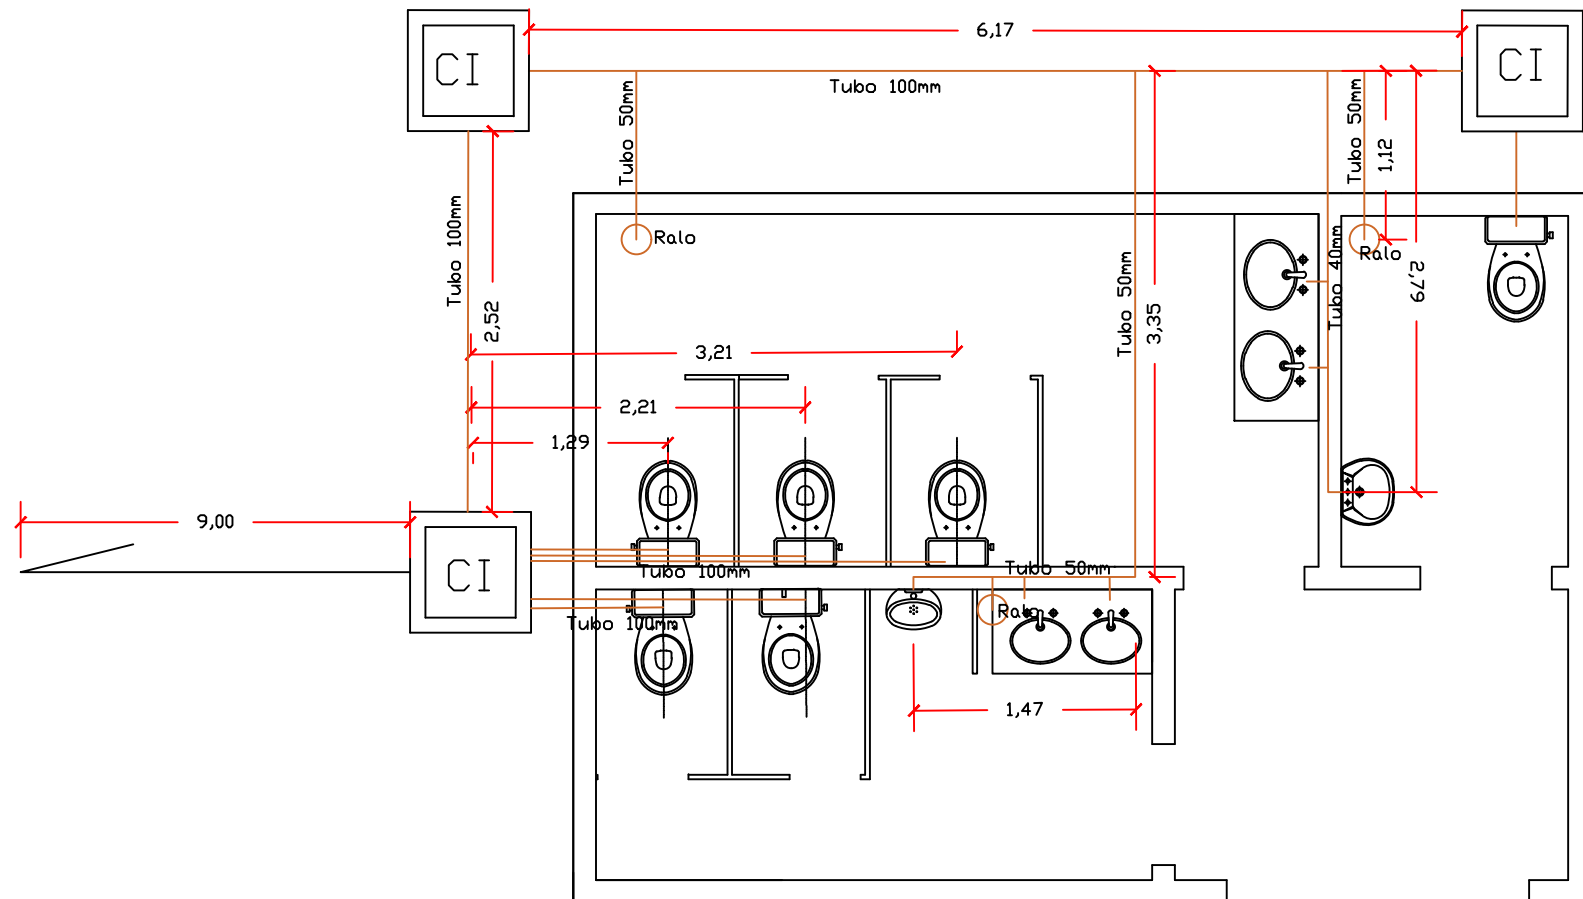 6,17
CI
CI
Tubo 100mm
Tubo 50mm
Tubo 50mm
1,12
Tubo 100mm
Ralo
Ralo
Tubo 40mm
2,79
Tubo 50mm
3,35
2,52
3,21
2,21
1,29
9,00
CI
Tubo 100mm
Tubo 50mm
Ralo
Tubo 100mm
1,47